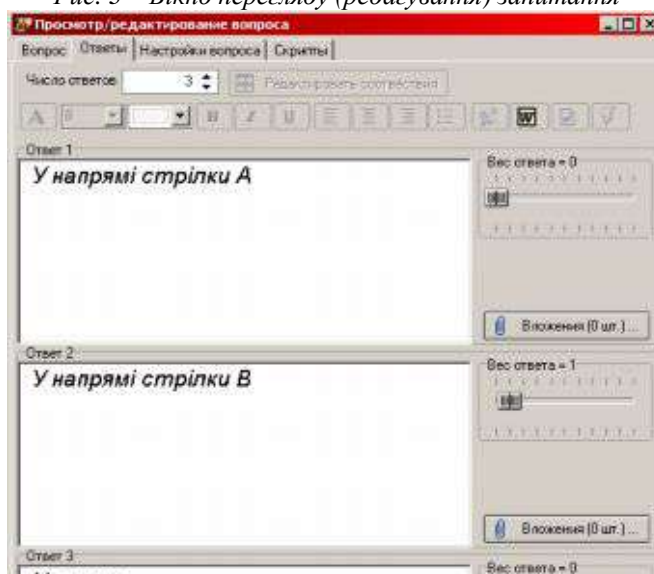 Рис. 3 – Вікно перегляду (редагування) запитання
Просмотр/редактирование вопроса
Вопрос Ответы Настройки вопроса Скрипты
Число ответов 3 Редактировать соответствия
Ответ 1
У напрямі стрілки А
Вес ответа = 0
Вложения (0 шт.) ...
Ответ 2
У напрямі стрілки В
Вес ответа = 1
Вложения (0 шт.) ...
Ответ 3
Вес ответа = 0